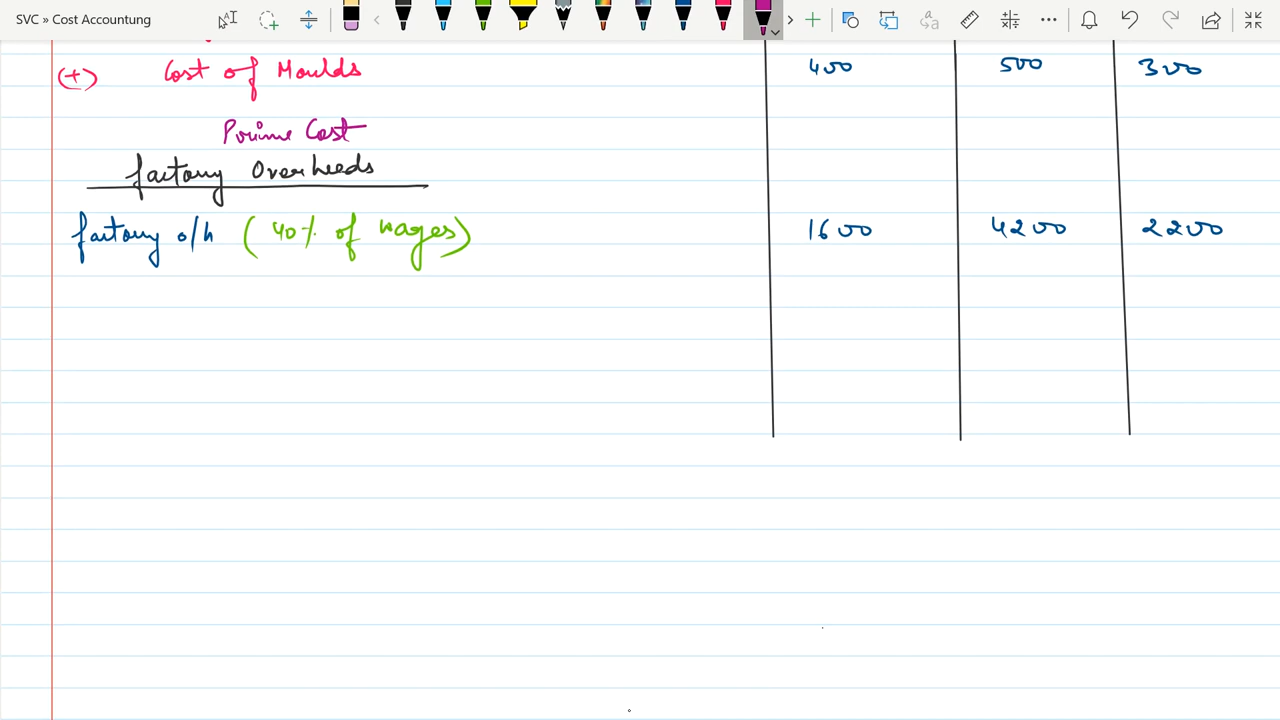 SVC » Cost Accountung
(+) Cost of Moulds 400 500 300
Prime Cost
factory Overheads
factory o/h (40% of wages) 1600 4200 2200